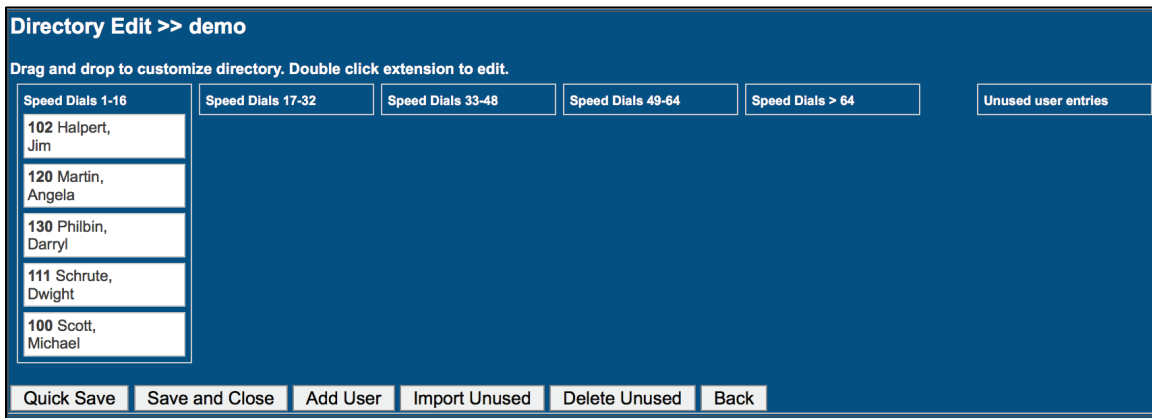 Directory Edit >> demo
Drag and drop to customize directory. Double click extension to edit.
Speed Dials 1-16
102 Halpert,
Jim
120 Martin,
Angela
130 Philbin,
Darryl
111 Schrute,
Dwight
100 Scott,
Michael
Speed Dials 17-32
Speed Dials 33-48
Speed Dials 49-64
Speed Dials > 64
Unused user entries
Quick Save
Save and Close
Add User
Import Unused
Delete Unused
Back